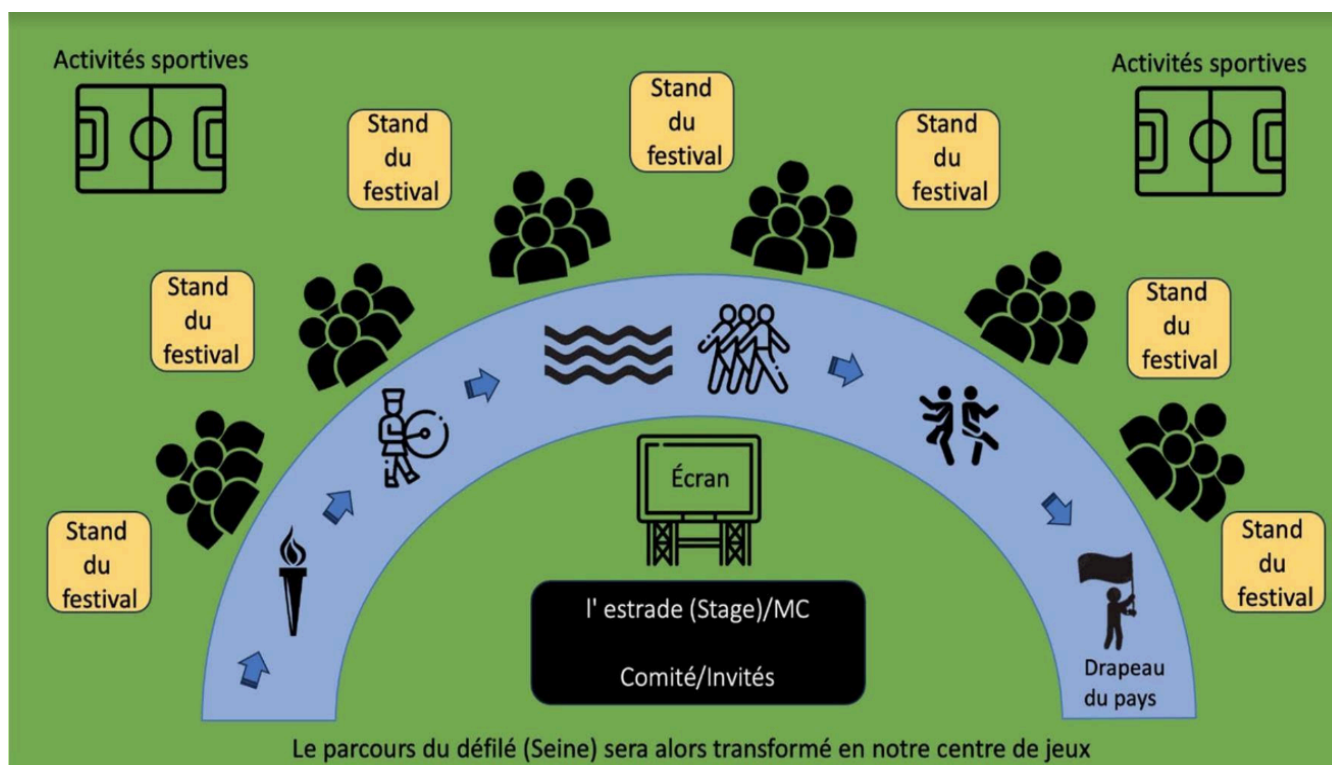 Activités sportives
Activités sportives
Stand
du
festival
Stand
du
festival
Stand
du
festival
Stand
du
festival
Stand
du
festival
Écran
Stand
du
festival
Stand
du
festival
l' estrade (Stage)/MC
Comité/Invités
Drapeau
du pays
Le parcours du défilé (Seine) sera alors transformé en notre centre de jeux